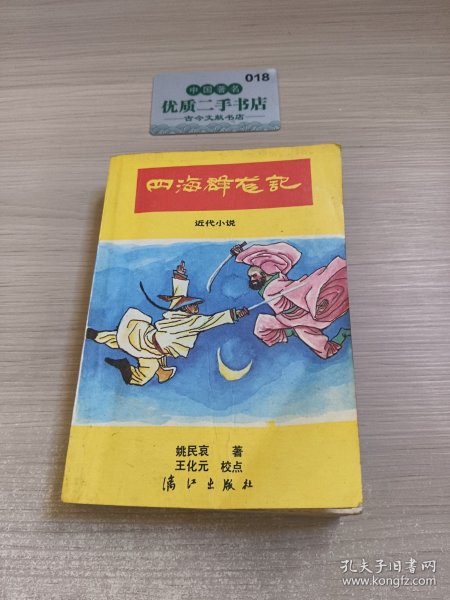 018
中国著名
优质二手书店
古今文献书店
四海群龙记
近代小说
姚民哀 著
王化元 校点
漓江出版社
孔夫子旧书网
www.kongfz.com